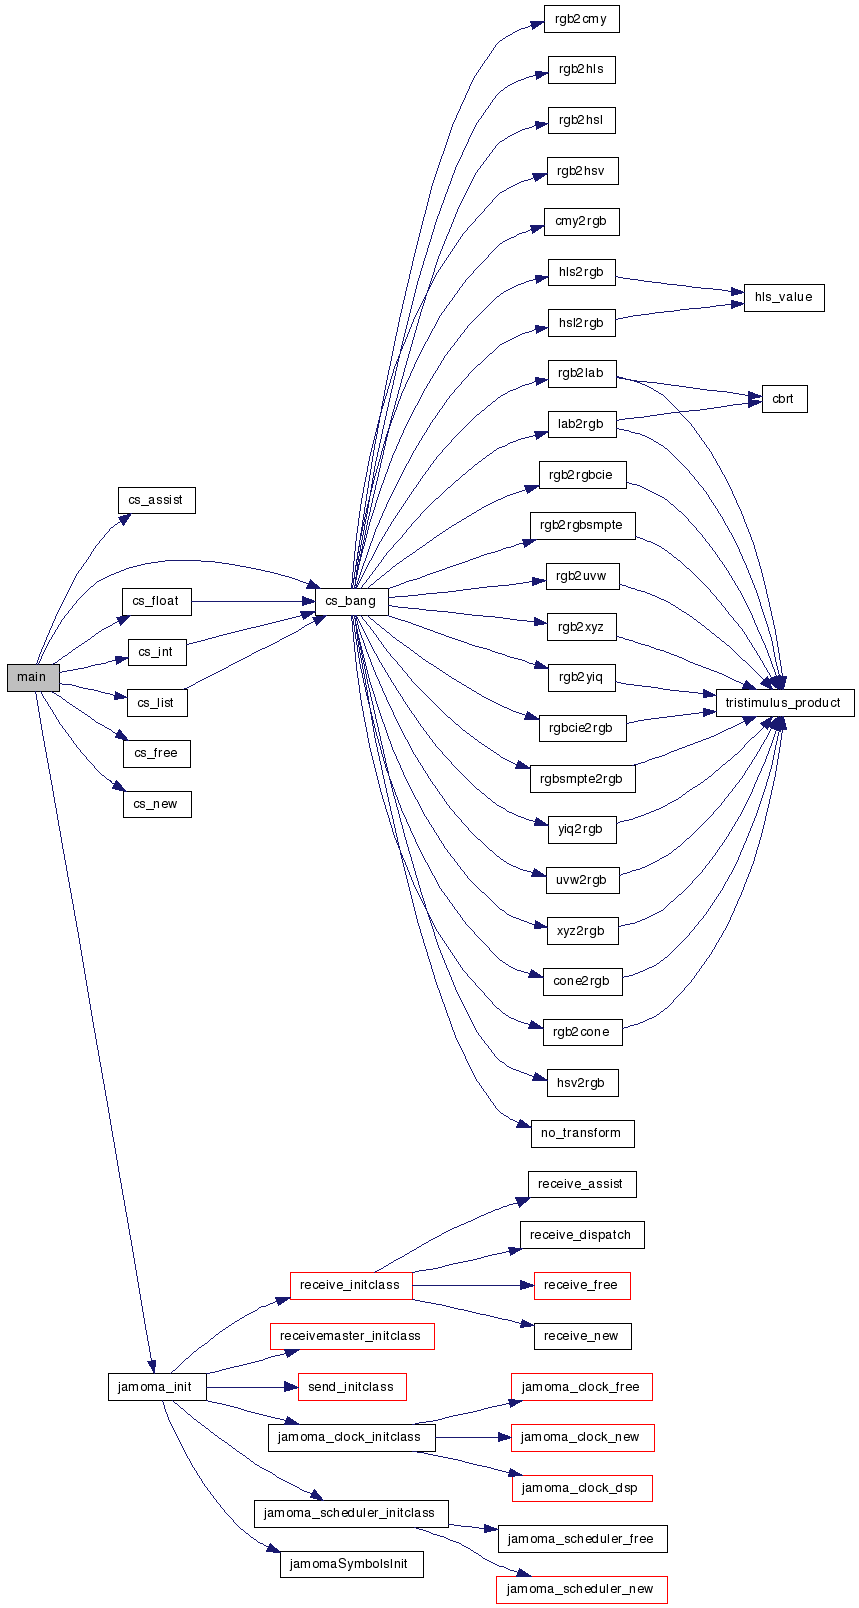 rgb2cmy
rgb2hls
rgb2hsl
rgb2hsv
cmy2rgb
hls2rgb
hls_value
hsl2rgb
rgb2lab
cbrt
lab2rgb
rgb2rgbcie
cs_assist
rgb2rgbsmpte
rgb2uvw
cs_float
cs_bang
rgb2xyz
cs_int
main
rgb2yiq
cs_list
tristimulus_product
rgbcie2rgb
cs_free
rgbsmpte2rgb
cs_new
yiq2rgb
uvw2rgb
xyz2rgb
cone2rgb
rgb2cone
hsv2rgb
no_transform
receive_assist
receive_dispatch
receive_initclass
receive_free
receivemaster_initclass
receive_new
jamoma_init
send_initclass
jamoma_clock_free
jamoma_clock_initclass
jamoma_clock_new
jamoma_clock_dsp
jamoma_scheduler_initclass
jamoma_scheduler_free
jamomaSymbolsInit
jamoma_scheduler_new